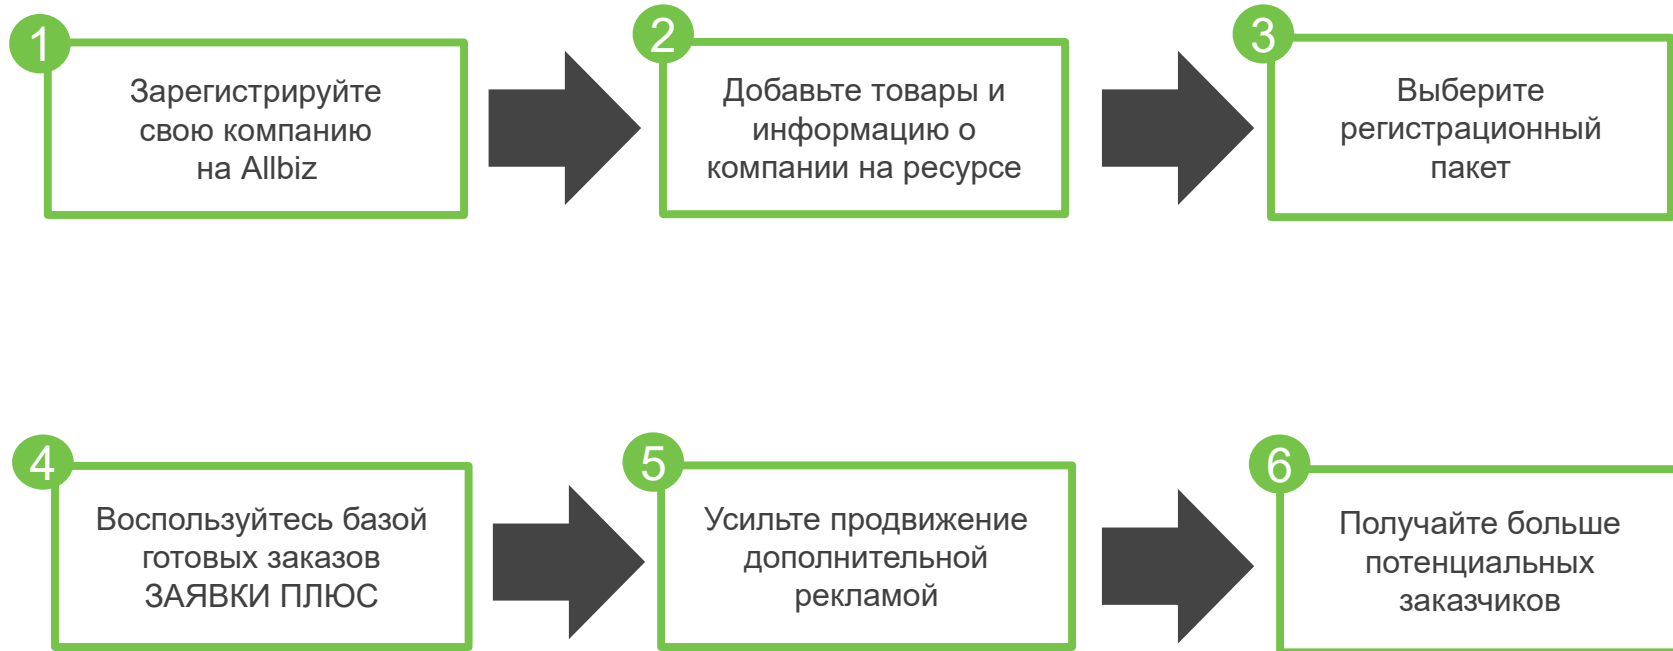 1
Зарегистрируйте
свою компанию
на Allbiz
2
Добавьте товары и
информацию о
компании на ресурсе
3
Выберите
регистрационный
пакет
4
Воспользуйтесь базой
готовых заказов
ЗАЯВКИ ПЛЮС
5
Усильте продвижение
дополнительной
рекламой
6
Получайте больше
потенциальных
заказчиков